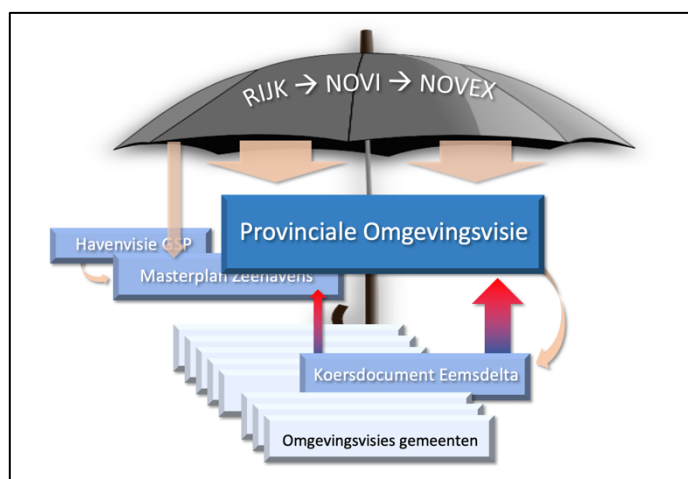 RIJK → NOVI → NOVEX
Provinciale Omgevingsvisie
Havenvisie GSP
Masterplan Zeehavens
Koersdocument Eemsdelta
Omgevingsvisies gemeenten